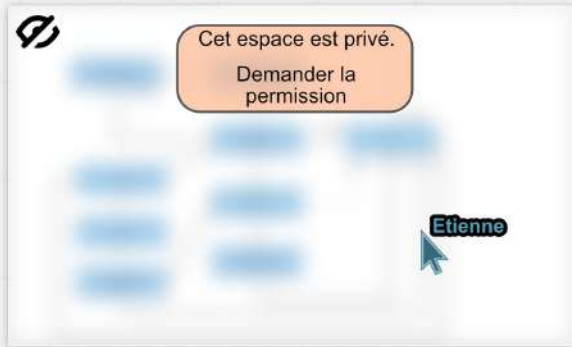 Cet espace est privé.
Demander la
permission
Etienne